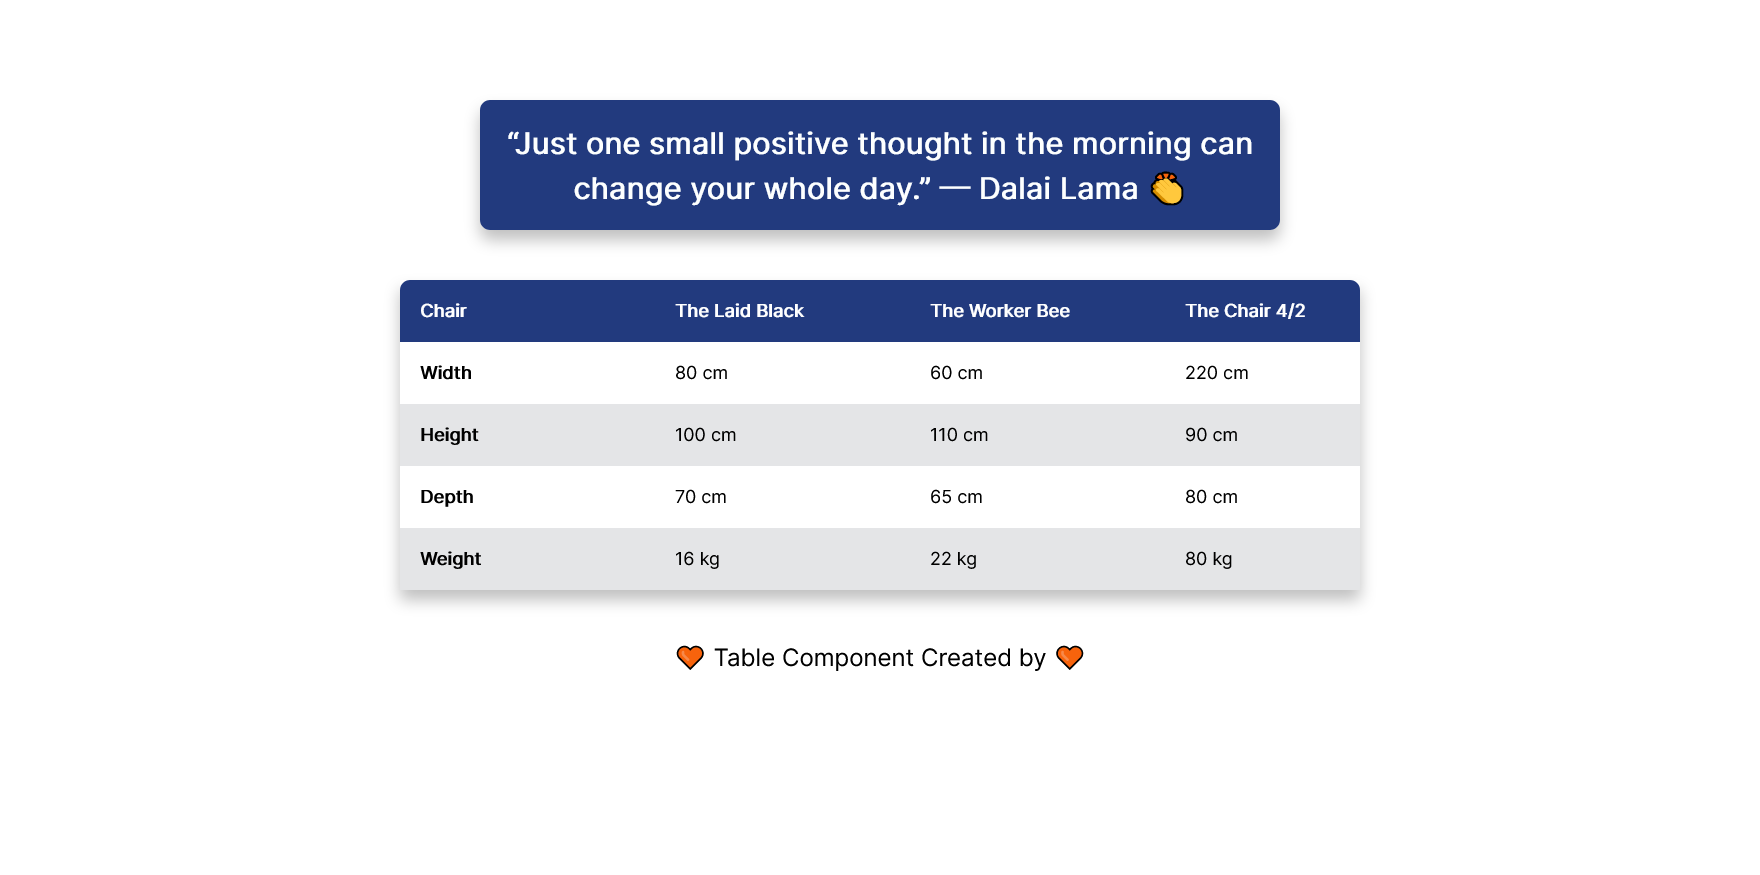 “Just one small positive thought in the morning can
change your whole day.” — Dalai Lama 👏
Chair The Laid Black The Worker Bee The Chair 4/2
Width 80 cm 60 cm 220 cm
Height 100 cm 110 cm 90 cm
Depth 70 cm 65 cm 80 cm
Weight 16 kg 22 kg 80 kg
🧡 Table Component Created by 🧡